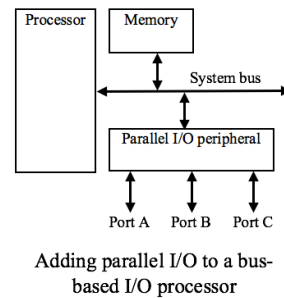 Processor
Memory
System bus
Parallel I/O peripheral
Port A
Port B
Port C
Adding parallel I/O to a bus-
based I/O processor